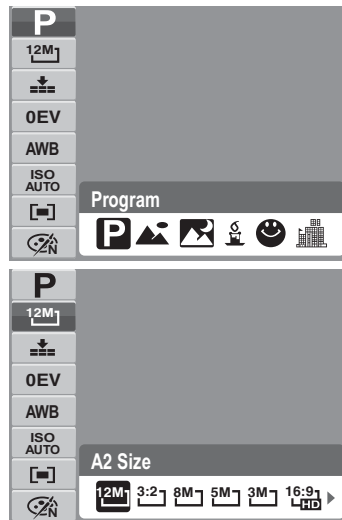 P
12M
0EV
AWB
ISO
AUTO
N
Program
P
P
12M
0EV
AWB
ISO
AUTO
N
A2 Size
12M 3:2 8M 5M 3M 16:9 HD